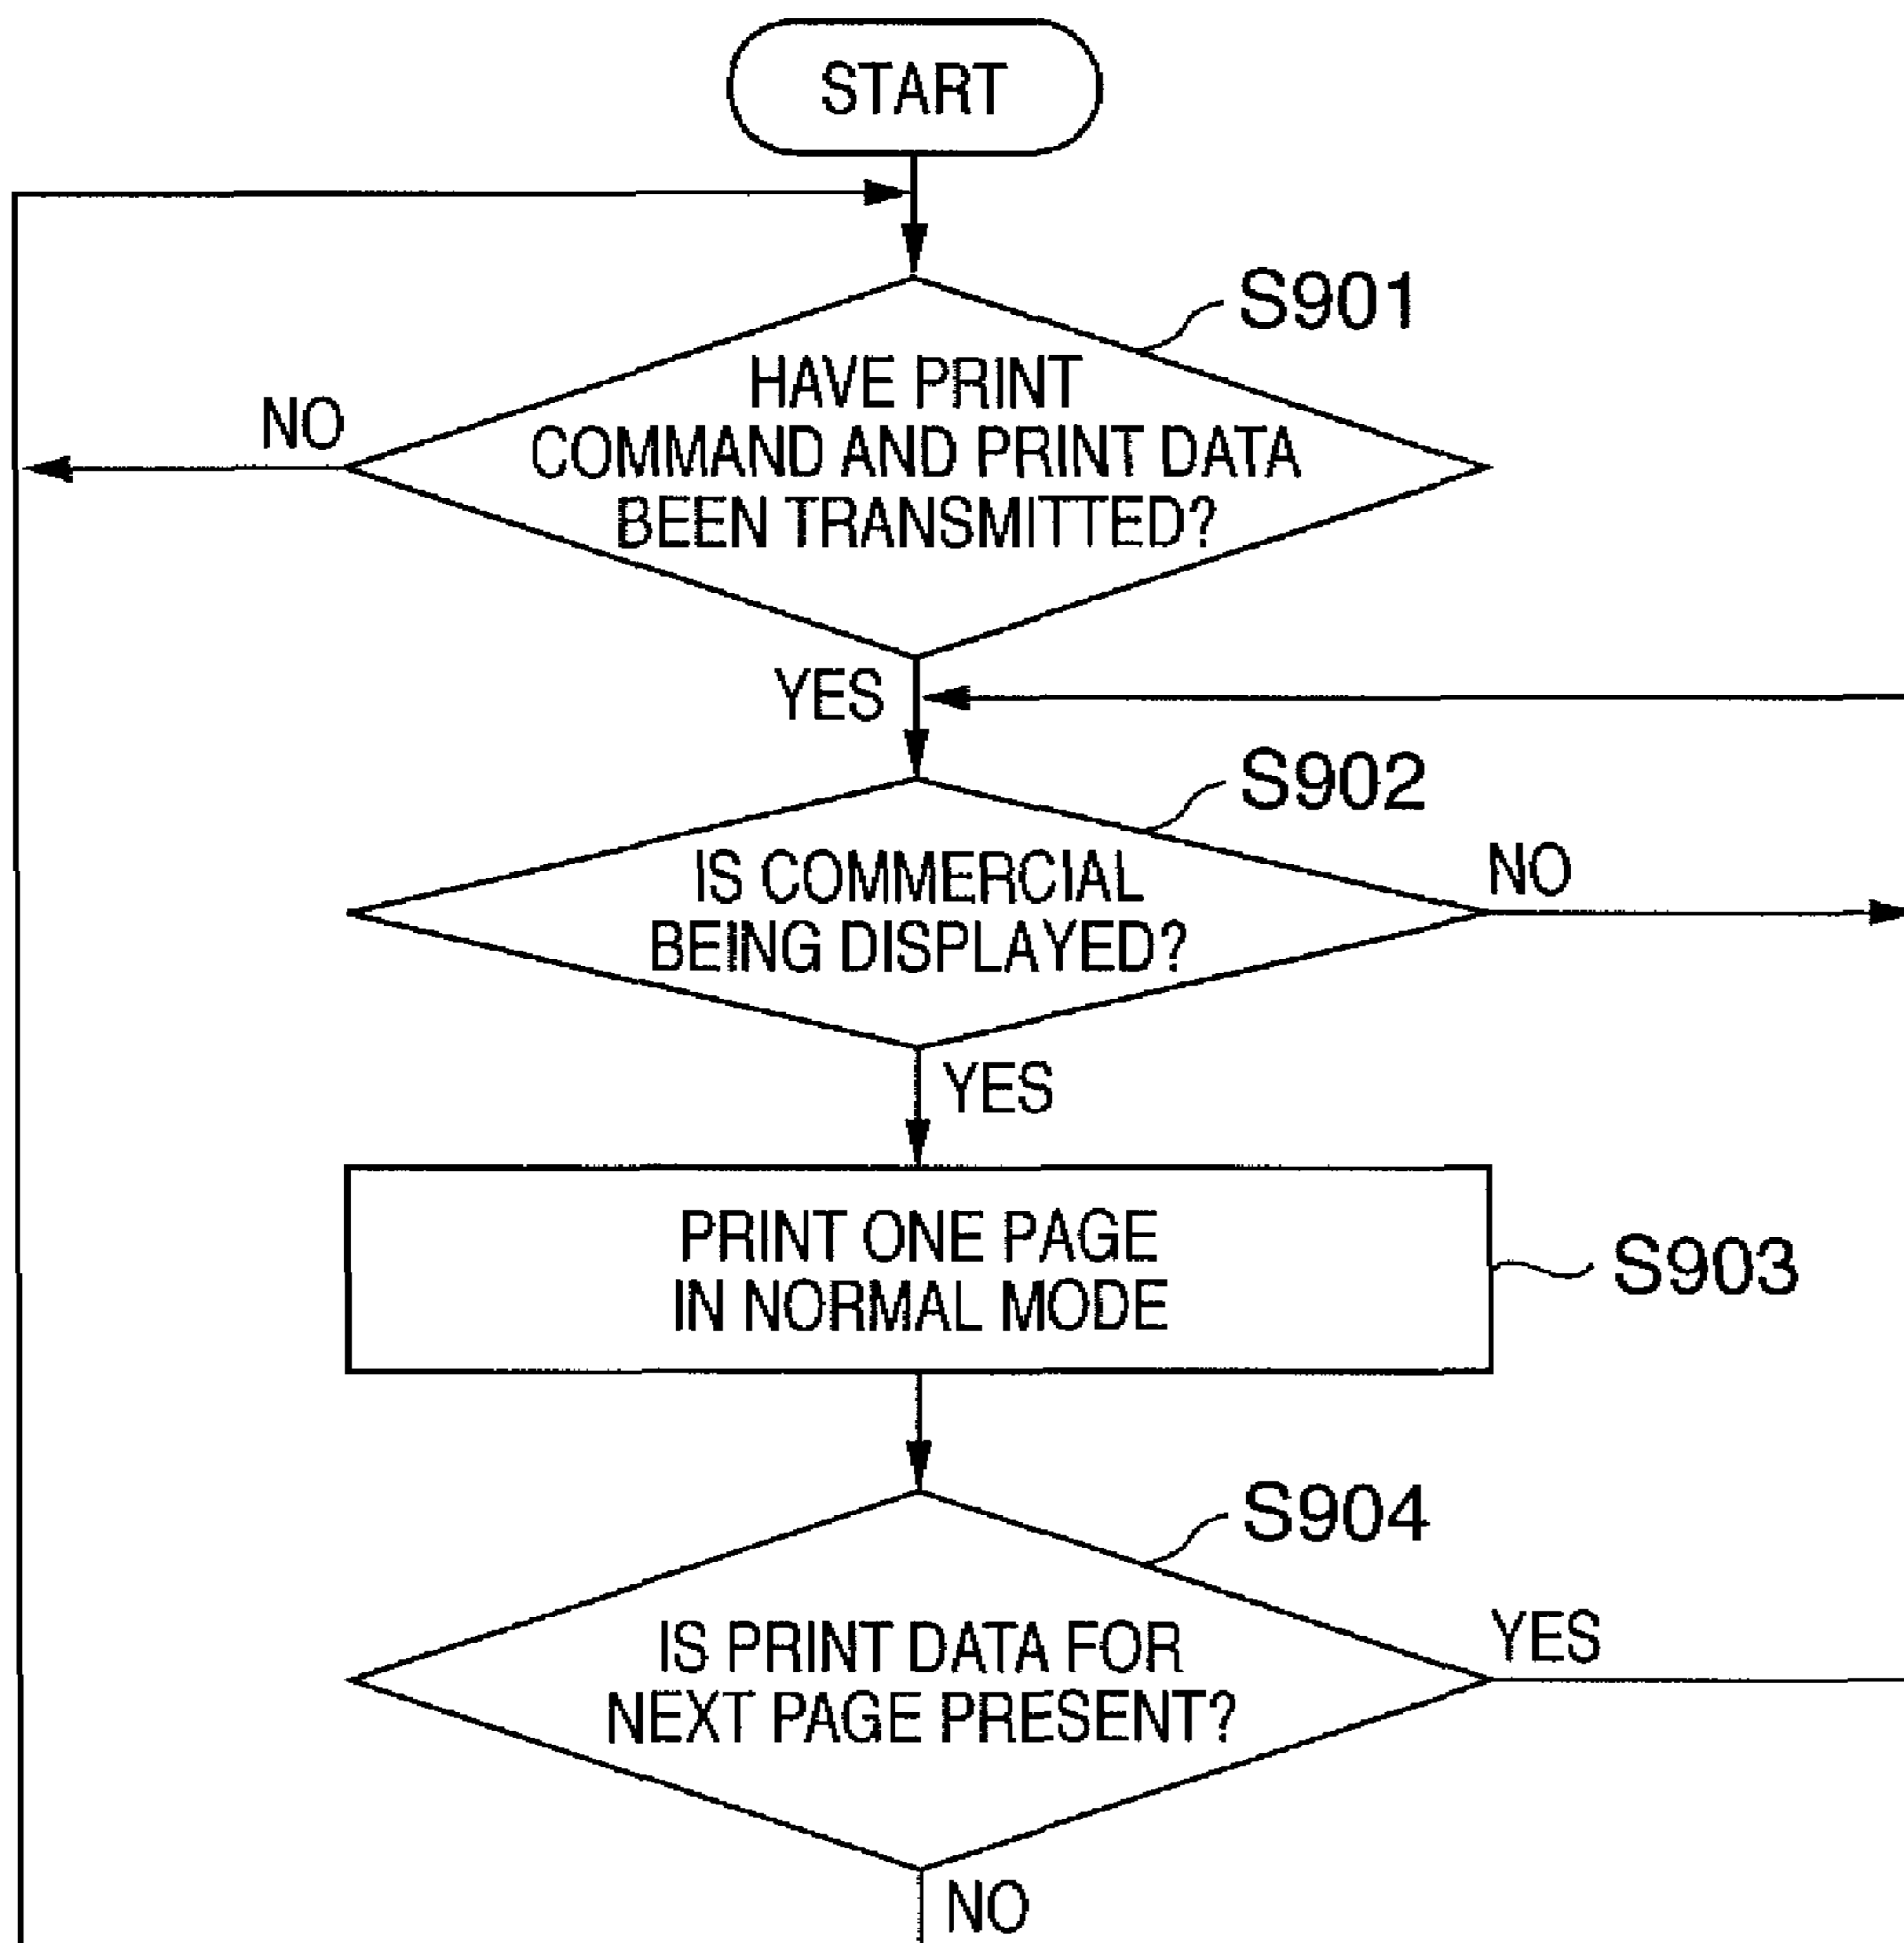 START
S901
HAVE PRINT
COMMAND AND PRINT DATA
BEEN TRANSMITTED?
NO
YES
S902
IS COMMERCIAL
BEING DISPLAYED?
NO
YES
PRINT ONE PAGE
IN NORMAL MODE
S903
S904
IS PRINT DATA FOR
NEXT PAGE PRESENT?
YES
NO